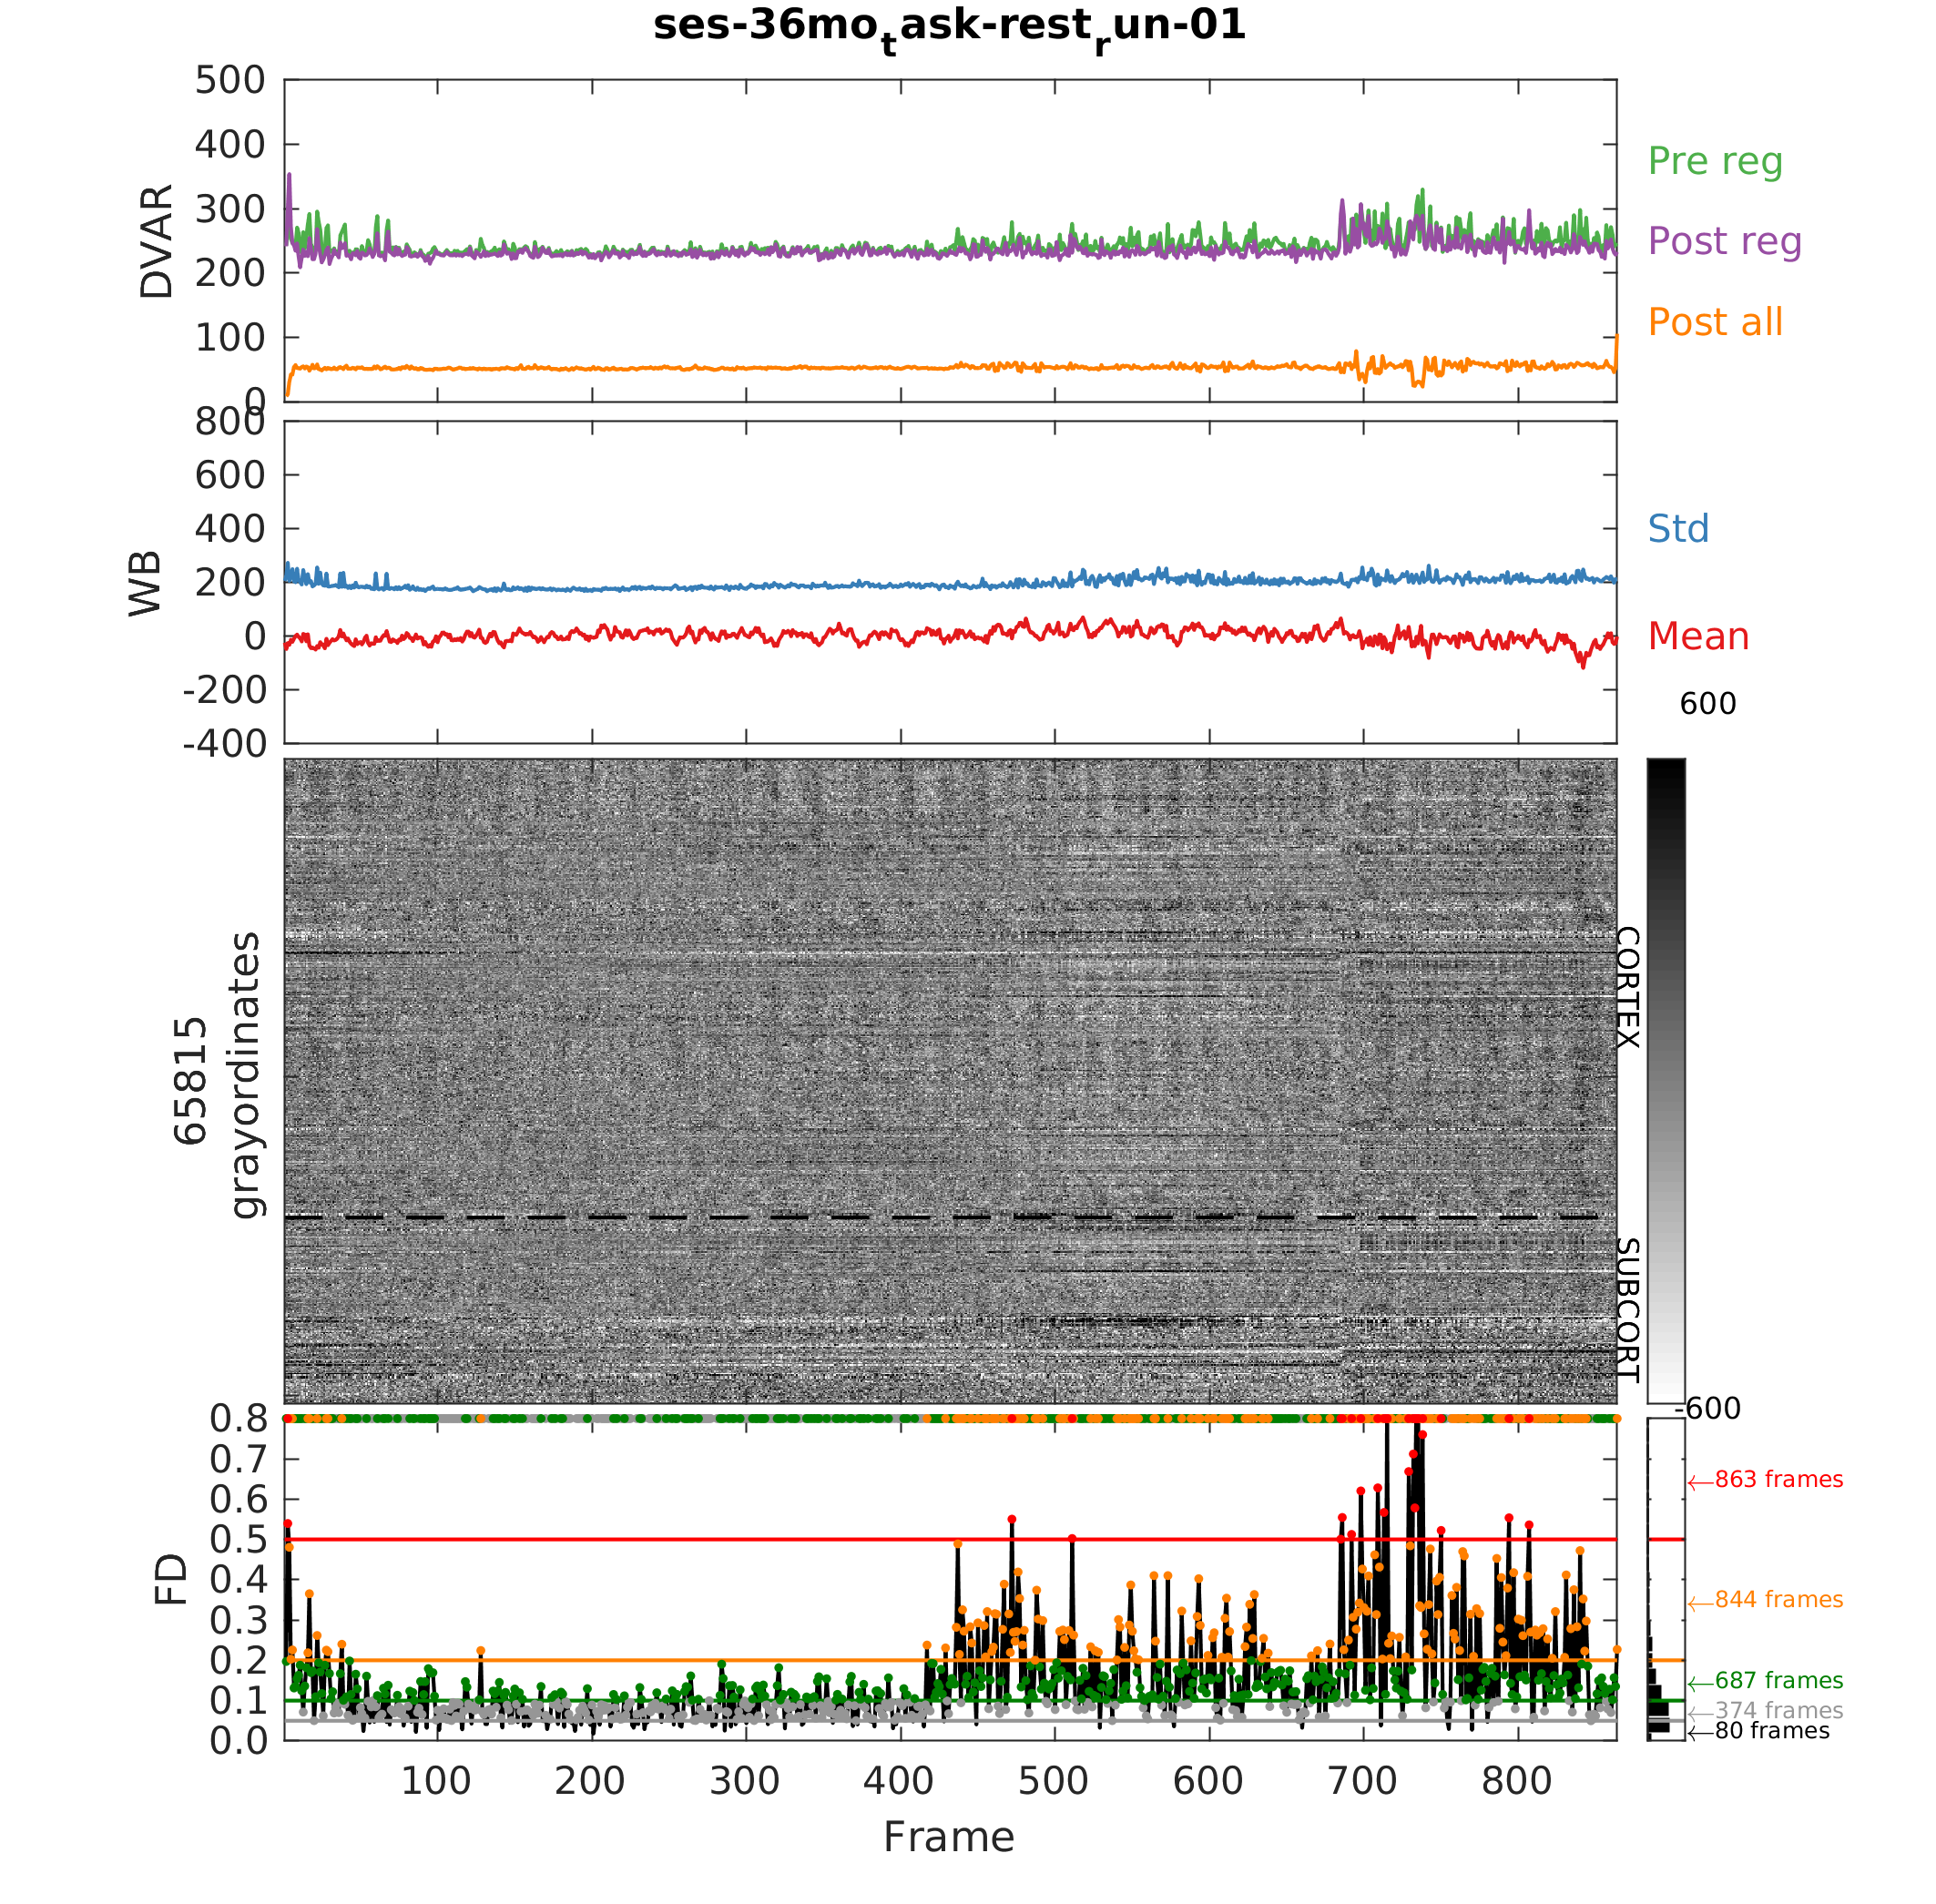 ses-36mo_task-rest_run-01
500
400
300
200
100
0
DVAR
Pre reg
Post reg
Post all
800
600
400
200
0
-200
-400
WB
Std
Mean
600
65815
grayordinates
CORTEX
SUBCORT
-600
0.8
0.7
0.6
0.5
0.4
0.3
0.2
0.1
0.0
FD
←863 frames
←844 frames
←687 frames
←374 frames
←80 frames
100 200 300 400 500 600 700 800
Frame